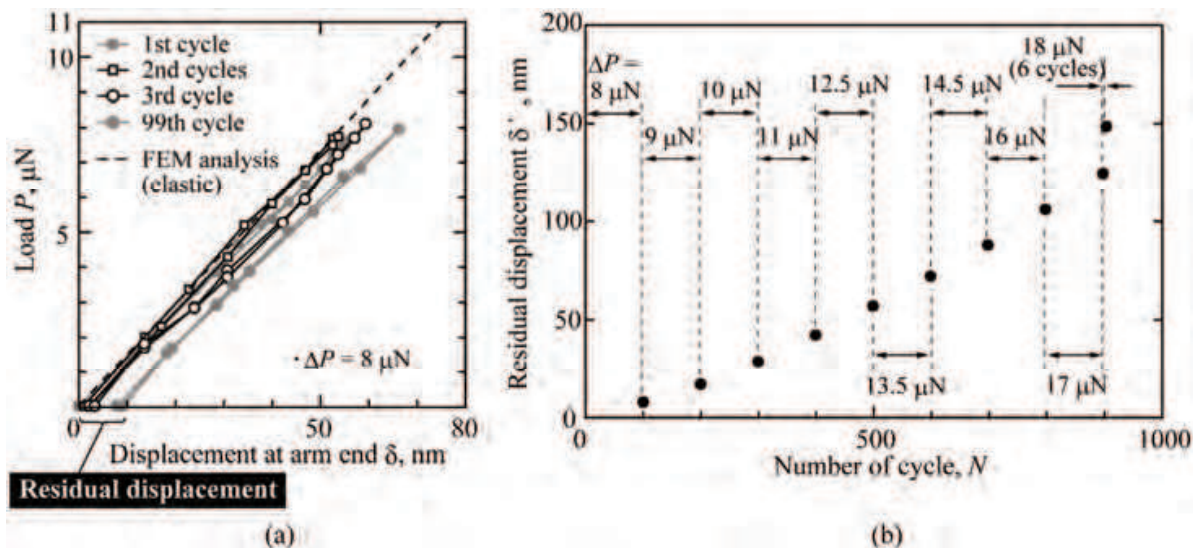 11
10
5
0
Load P, μN
1st cycle
2nd cycles
3rd cycle
99th cycle
FEM analysis
(elastic)
· ΔP = 8 μN
0 50 80
Displacement at arm end δ, nm
Residual displacement
(a)
200
150
100
50
0
Residual displacement δ', nm
ΔP =
8 μN
9 μN
10 μN
11 μN
12.5 μN
13.5 μN
14.5 μN
16 μN
17 μN
18 μN
(6 cycles)
0 500 1000
Number of cycle, N
(b)